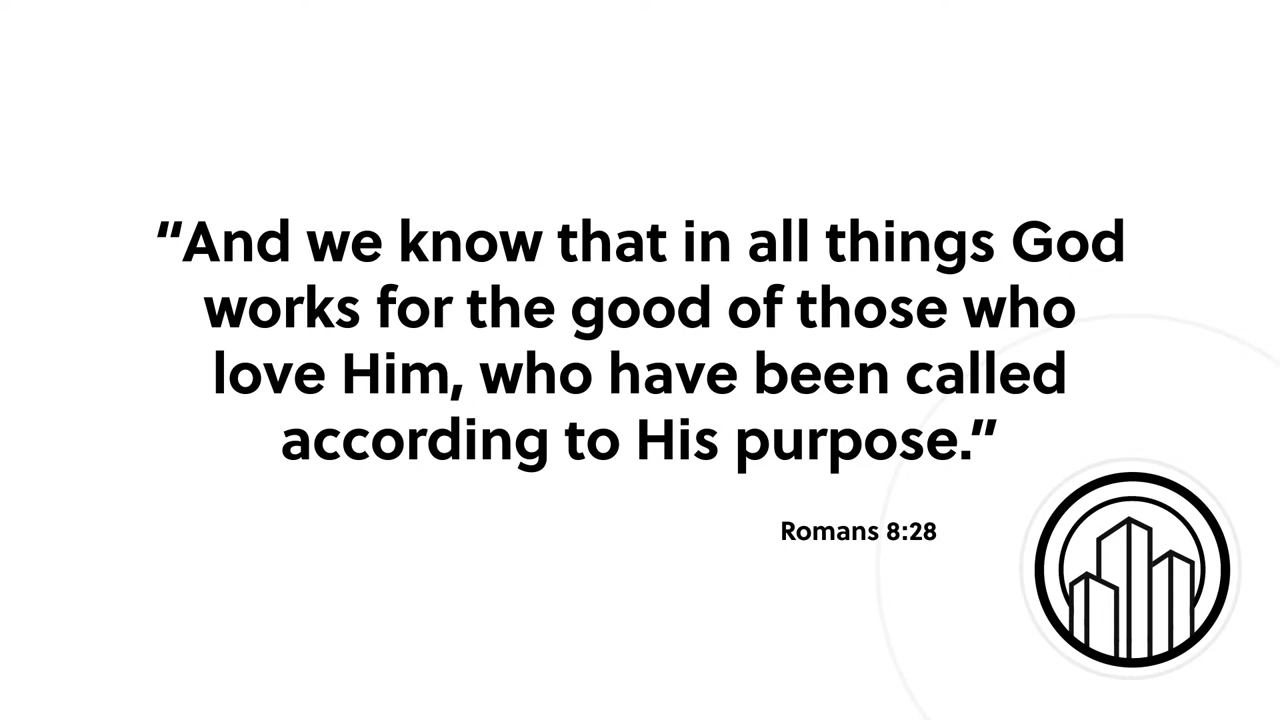 “And we know that in all things God
works for the good of those who
love Him, who have been called
according to His purpose.”
Romans 8:28